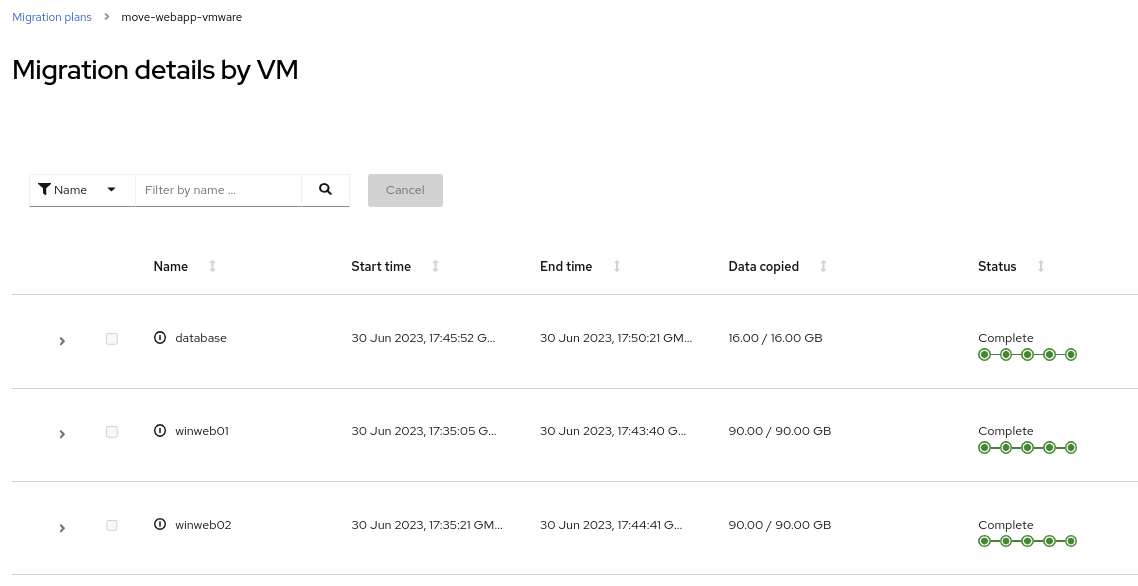 Migration plans > move-webapp-vmware
Migration details by VM
Name Filter by name ... Cancel
Name Start time End time Data copied Status
database 30 Jun 2023, 17:45:52 G... 30 Jun 2023, 17:50:21 GM... 16.00 / 16.00 GB Complete
winweb01 30 Jun 2023, 17:35:05 G... 30 Jun 2023, 17:43:40 G... 90.00 / 90.00 GB Complete
winweb02 30 Jun 2023, 17:35:21 GM... 30 Jun 2023, 17:44:41 G... 90.00 / 90.00 GB Complete